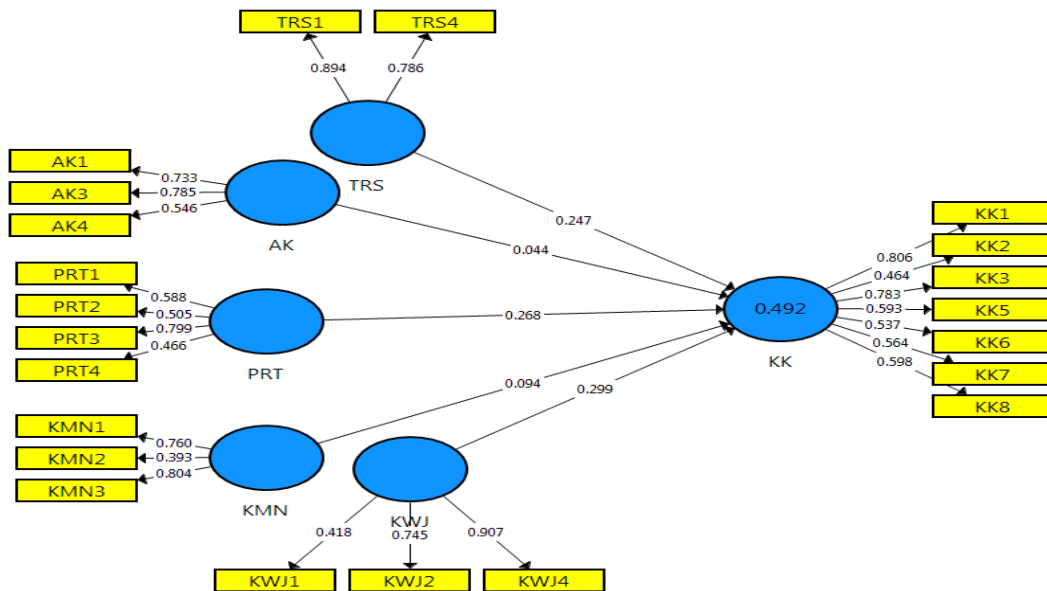 TRS1 TRS4
0.894 0.786
TRS
AK1
AK3
AK4
0.733
0.785
0.546
AK
0.247
0.044
PRT1
PRT2
PRT3
PRT4
0.588
0.505
0.799
0.466
PRT
0.268
KMN1
KMN2
KMN3
0.760
0.393
0.804
KMN
0.094
0.299
KWJ
0.418 0.745 0.907
KWJ1 KWJ2 KWJ4
0.492
KK
0.806
0.464
0.783
0.593
0.537
0.564
0.598
KK1
KK2
KK3
KK5
KK6
KK7
KK8